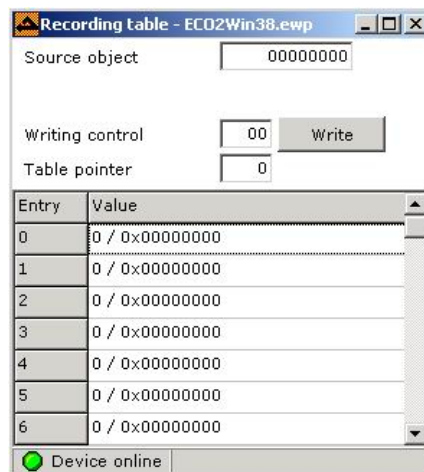 Recording table - ECO2Win38.ewp
Source object 00000000
Writing control 00 Write
Table pointer 0
Entry Value
0 0 / 0x00000000
1 0 / 0x00000000
2 0 / 0x00000000
3 0 / 0x00000000
4 0 / 0x00000000
5 0 / 0x00000000
6 0 / 0x00000000
Device online